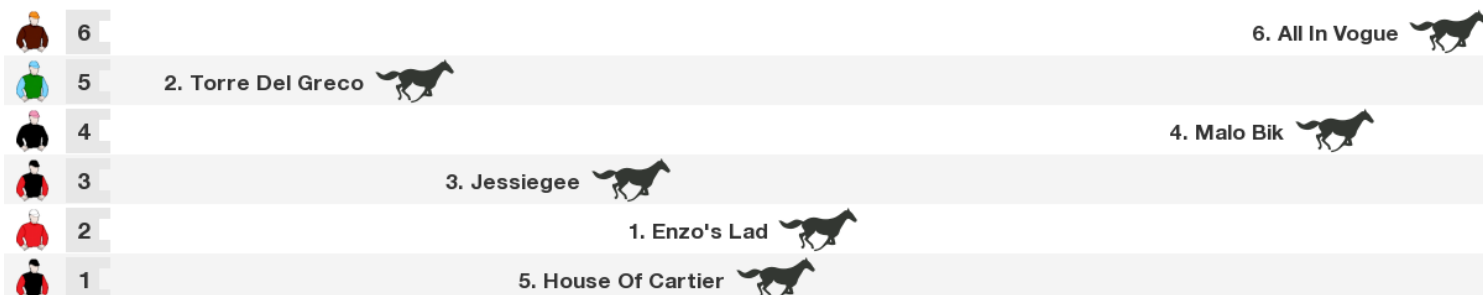 6 6. All In Vogue
5 2. Torre Del Greco
4 4. Malo Bik
3 3. Jessiegee
2 1. Enzo's Lad
1 5. House Of Cartier